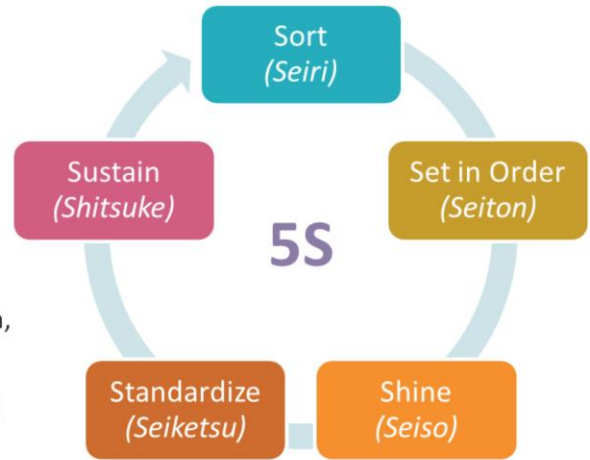 Sort
(Seiri)
Set in Order
(Seiton)
Shine
(Seiso)
Standardize
(Seiketsu)
Sustain
(Shitsuke)
5S